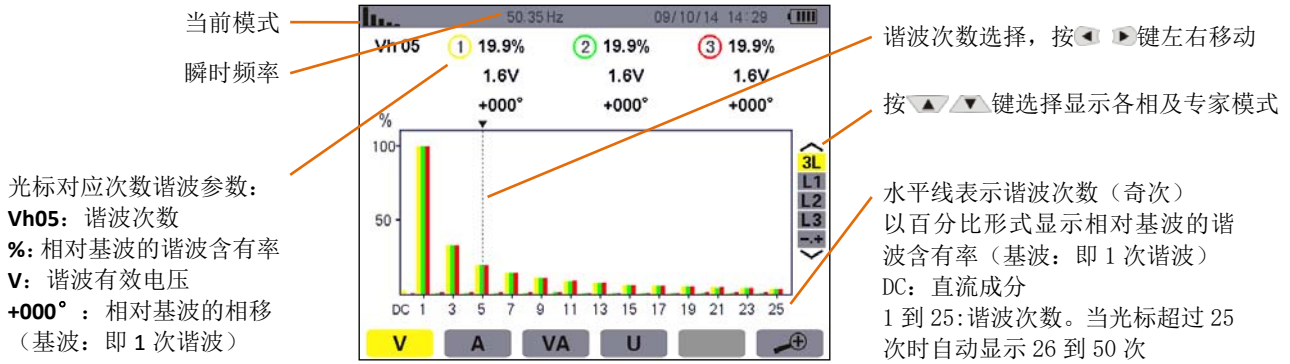 当前模式
瞬时频率
光标对应次数谐波参数：
Vh05：谐波次数
%：相对基波的谐波含有率
V：谐波有效电压
+000°：相对基波的相移
（基波：即 1 次谐波）
50.35 Hz 09/10/14 14:29
Vh 05 1 19.9% 2 19.9% 3 19.9%
1.6V 1.6V 1.6V
+000° +000° +000°
%
100
50
DC 1 3 5 7 9 11 13 15 17 19 21 23 25
3L
L1
L2
L3
-.+
V A VA U
谐波次数选择，按 键左右移动
按 / 键选择显示各相及专家模式
水平线表示谐波次数（奇次）
以百分比形式显示相对基波的谐
波含有率（基波：即 1 次谐波）
DC：直流成分
1 到 25:谐波次数。当光标超过 25
次时自动显示 26 到 50 次